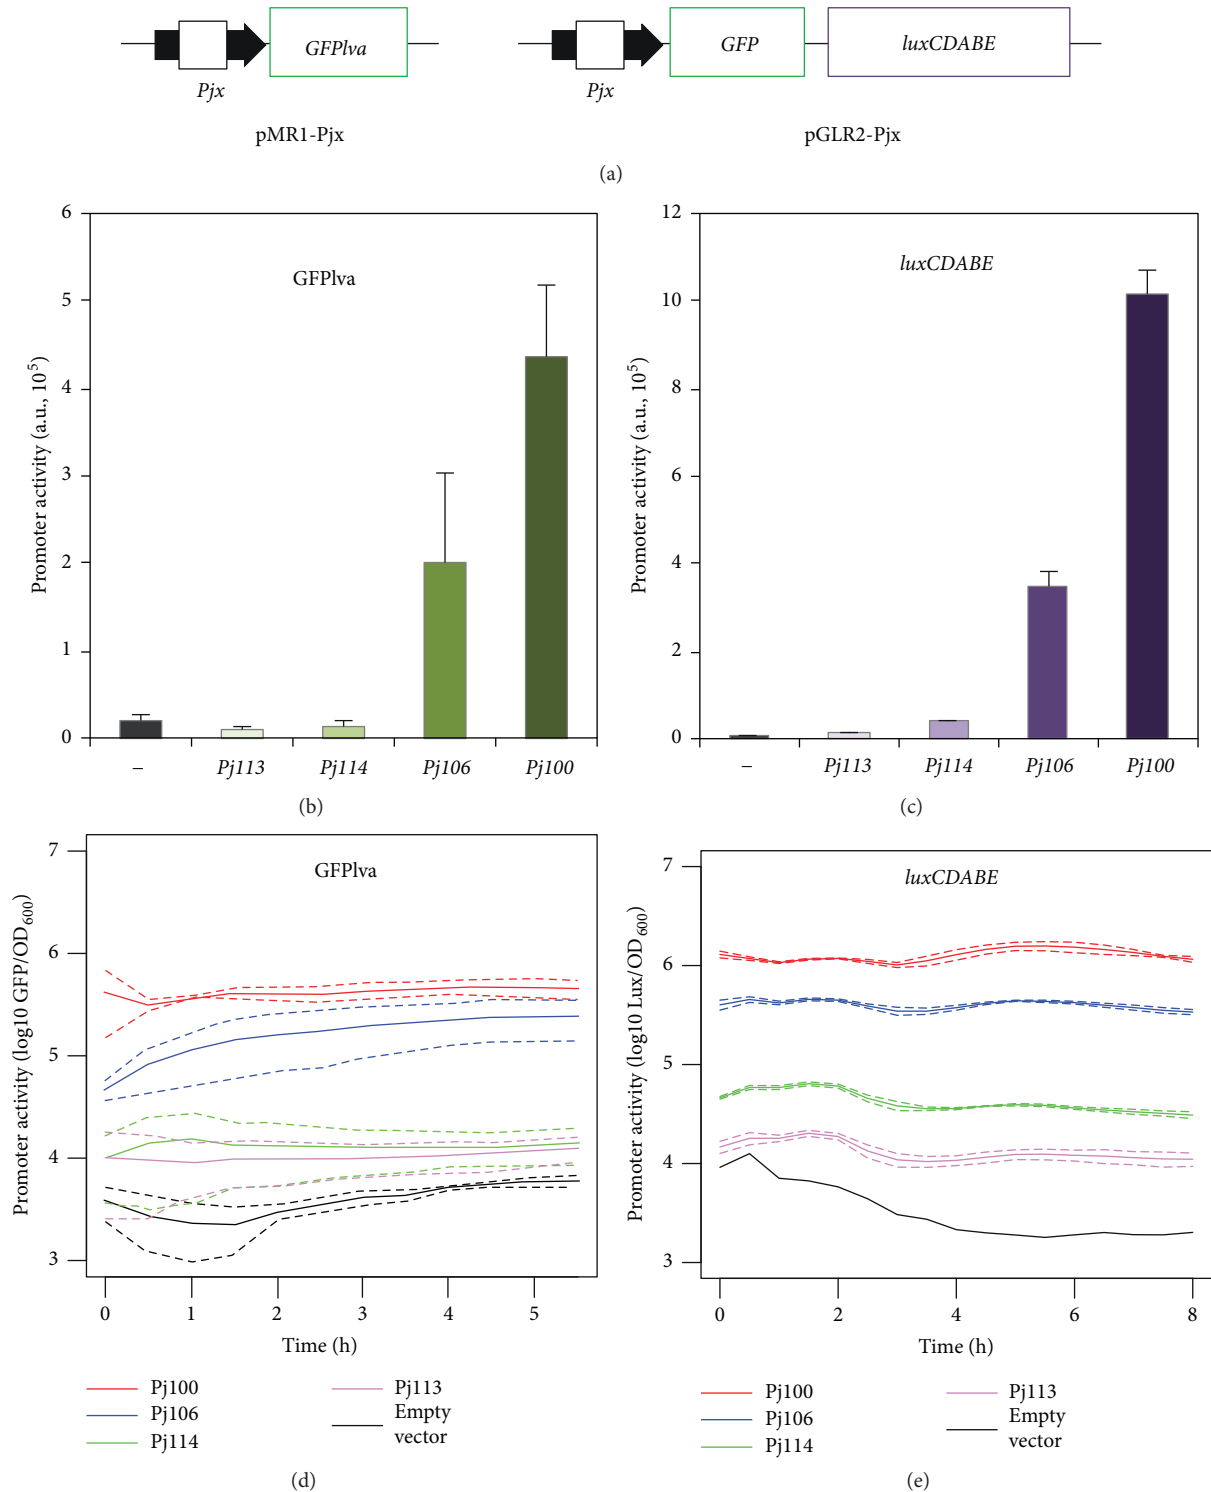 GFPlva
GFP
luxCDABE
Pjx
Pjx
pMR1-Pjx
pGLR2-Pjx
(a)
6
5
4
3
2
1
0
Promoter activity (a.u., 10⁵)
GFPlva
–
Pj113
Pj114
Pj106
Pj100
(b)
12
10
8
6
4
2
0
Promoter activity (a.u., 10⁵)
luxCDABE
–
Pj113
Pj114
Pj106
Pj100
(c)
7
6
5
4
3
Promoter activity (log10 GFP/OD₆₀₀)
GFPlva
0
1
2
3
4
5
Time (h)
Pj100
Pj106
Pj114
Pj113
Empty
vector
(d)
7
6
5
4
3
Promoter activity (log10 Lux/OD₆₀₀)
luxCDABE
0
2
4
6
8
Time (h)
Pj100
Pj106
Pj114
Pj113
Empty
vector
(e)